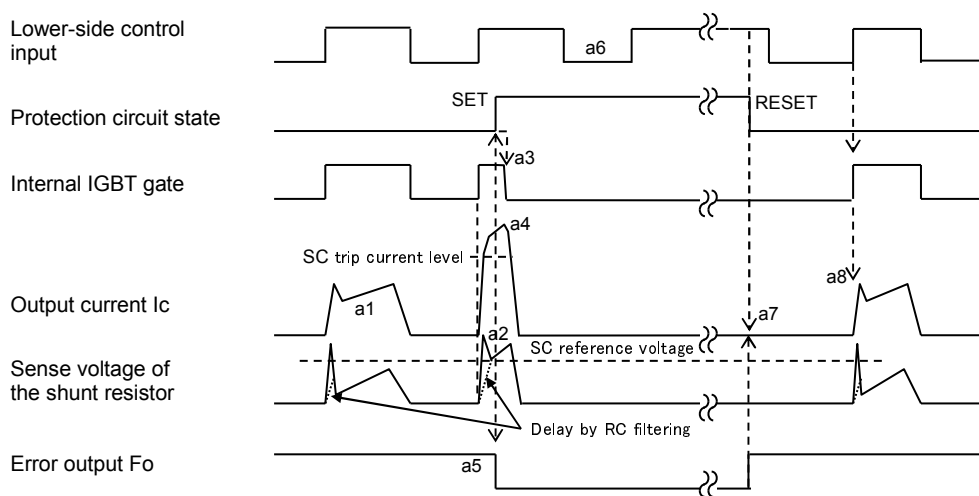 Lower-side control
input
a6
SET
RESET
Protection circuit state
a3
Internal IGBT gate
a4
SC trip current level
a8
Output current Ic
a1
a7
a2
SC reference voltage
Sense voltage of
the shunt resistor
Delay by RC filtering
Error output Fo
a5